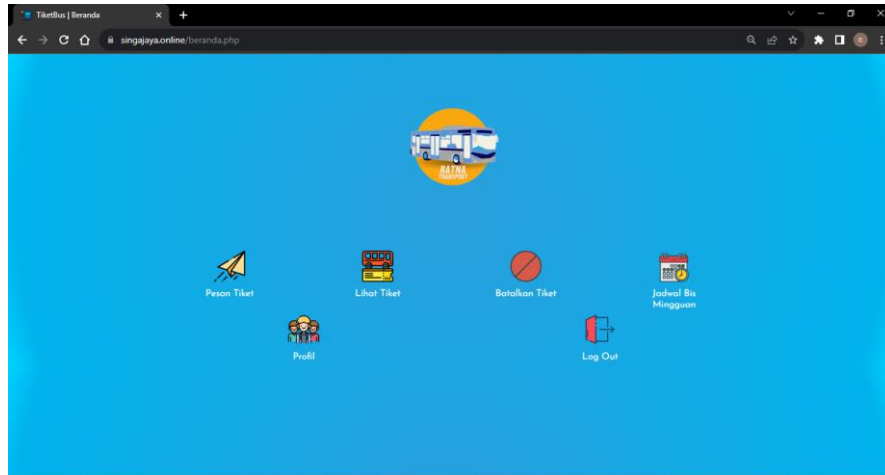 TiketBus | Beranda
singajaya.online/beranda.php
RATNA
TRANSPORT
Pesan Tiket
Lihat Tiket
Batalkan Tiket
Jadwal Bis
Mingguan
Profil
Log Out